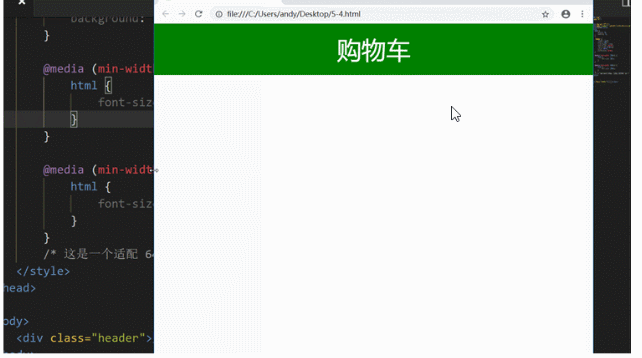 background:
}
@media (min-widt
html {
font-siz
}
}
@media (min-widt
html {
font-siz
}
}
/* 这是一个适配 64
</style>
head>
ody>
<div class="header">
file:///C:/Users/andy/Desktop/5-4.html
购物车